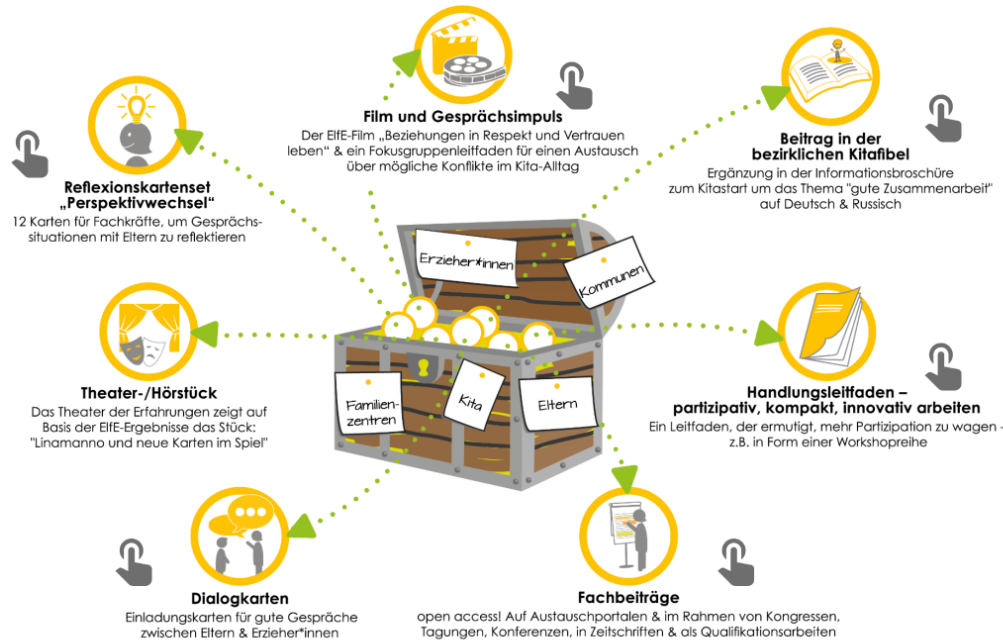 Film und Gesprächsimpuls
Der ElfE-Film „Beziehungen in Respekt und Vertrauen
leben“ & ein Fokusgruppenleitfaden für einen Austausch
über mögliche Konflikte im Kita-Alltag
Beitrag in der
bezirklichen Kitafibel
Ergänzung in der Informationsbroschüre
zum Kitastart um das Thema "gute Zusammenarbeit"
auf Deutsch & Russisch
Reflexionskartenset
„Perspektivwechsel“
12 Karten für Fachkräfte, um Gesprächs-
situationen mit Eltern zu reflektieren
Erzieher*innen
Kommunen
Theater-/Hörstück
Das Theater der Erfahrungen zeigt auf
Basis der ElfE-Ergebnisse das Stück:
"Linamanno und neue Karten im Spiel"
Familien-
zentren
Kita
Eltern
Handlungsleitfaden –
partizipativ, kompakt, innovativ arbeiten
Ein Leitfaden, der ermutigt, mehr Partizipation zu wagen -
z.B. in Form einer Workshopreihe
Dialogkarten
Einladungskarten für gute Gespräche
zwischen Eltern & Erzieher*innen
Fachbeiträge
open access! Auf Austauschportalen & im Rahmen von Kongressen,
Tagungen, Konferenzen, in Zeitschriften & als Qualifikationsarbeiten